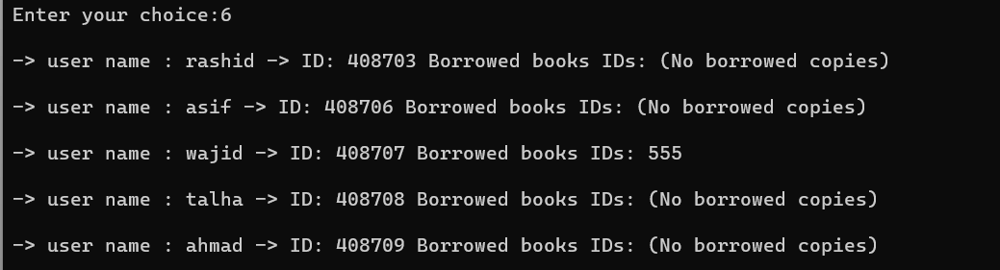 Enter your choice:6
-> user name : rashid -> ID: 408703 Borrowed books IDs: (No borrowed copies)
-> user name : asif -> ID: 408706 Borrowed books IDs: (No borrowed copies)
-> user name : wajid -> ID: 408707 Borrowed books IDs: 555
-> user name : talha -> ID: 408708 Borrowed books IDs: (No borrowed copies)
-> user name : ahmad -> ID: 408709 Borrowed books IDs: (No borrowed copies)